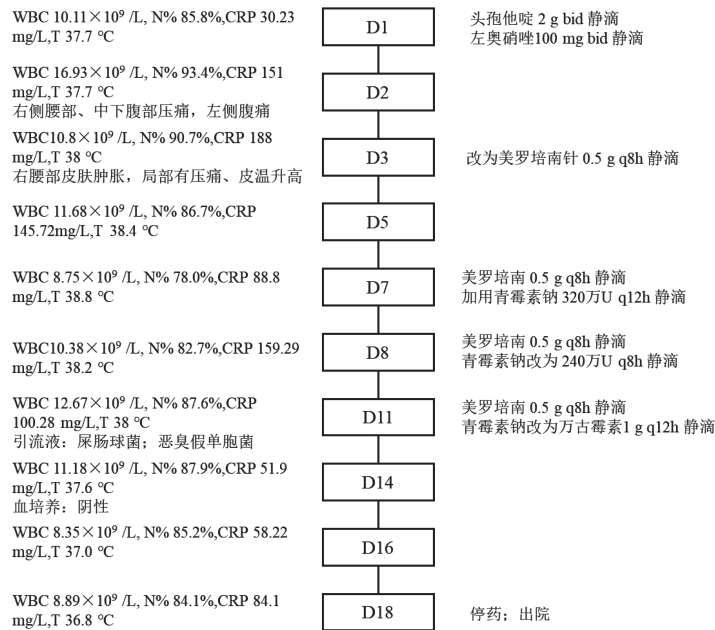 WBC 10.11×10⁹ /L, N% 85.8%,CRP 30.23
mg/L,T 37.7 ℃
D1
头孢他啶 2 g bid 静滴
左奥硝唑100 mg bid 静滴
WBC 16.93×10⁹ /L, N% 93.4%,CRP 151
mg/L,T 37.7 ℃
右侧腰部、中下腹部压痛，左侧腹痛
D2
WBC10.8×10⁹ /L, N% 90.7%,CRP 188
mg/L,T 38 ℃
右腰部皮肤肿胀，局部有压痛、皮温升高
D3
改为美罗培南针 0.5 g q8h 静滴
WBC 11.68×10⁹ /L, N% 86.7%,CRP
145.72mg/L,T 38.4 ℃
D5
WBC 8.75×10⁹ /L, N% 78.0%,CRP 88.8
mg/L,T 38.8 ℃
D7
美罗培南 0.5 g q8h 静滴
加用青霉素钠 320万U q12h 静滴
WBC10.38×10⁹ /L, N% 82.7%,CRP 159.29
mg/L,T 38.2 ℃
D8
美罗培南 0.5 g q8h 静滴
青霉素钠改为 240万U q8h 静滴
WBC 12.67×10⁹ /L, N% 87.6%,CRP
100.28 mg/L,T 38 ℃
引流液：屎肠球菌；恶臭假单胞菌
D11
美罗培南 0.5 g q8h 静滴
青霉素钠改为万古霉素1 g q12h 静滴
WBC 11.18×10⁹ /L, N% 87.9%,CRP 51.9
mg/L,T 37.6 ℃
血培养：阴性
D14
WBC 8.35×10⁹ /L, N% 85.2%,CRP 58.22
mg/L,T 37.0 ℃
D16
WBC 8.89×10⁹ /L, N% 84.1%,CRP 84.1
mg/L,T 36.8 ℃
D18
停药；出院